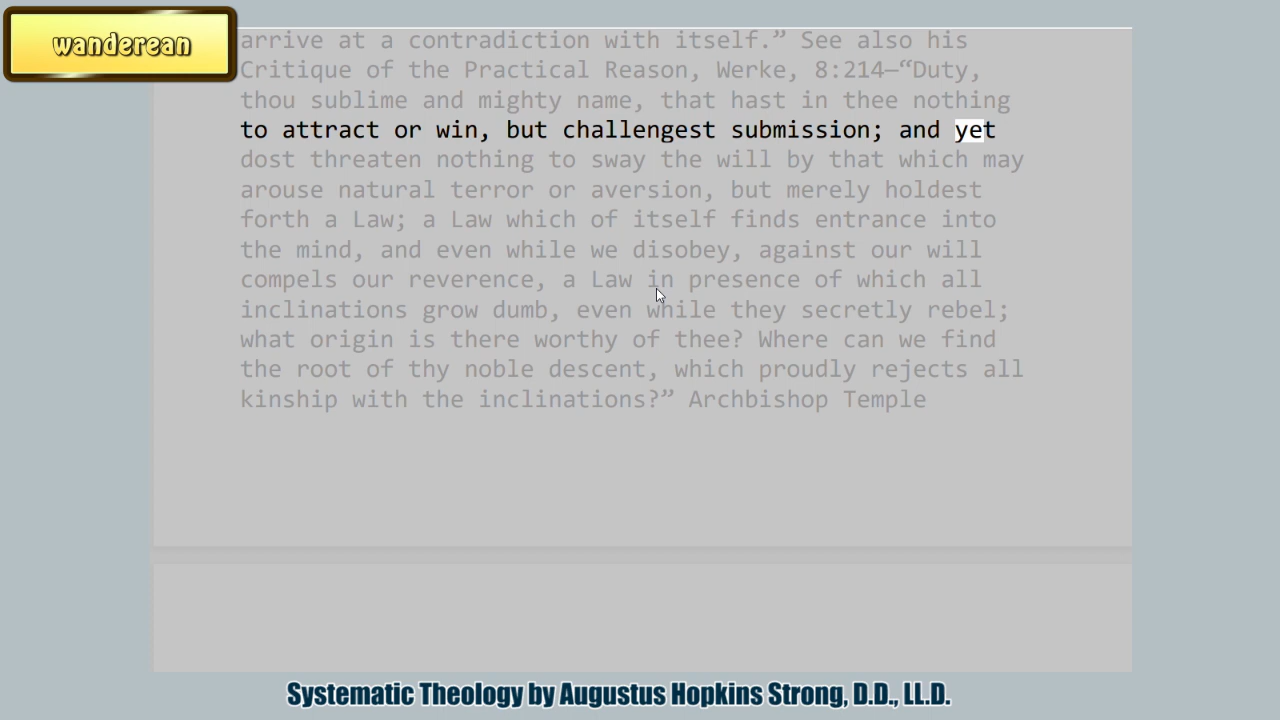 wanderean
arrive at a contradiction with itself.” See also his
Critique of the Practical Reason, Werke, 8:214—“Duty,
thou sublime and mighty name, that hast in thee nothing
to attract or win, but challengest submission; and yet
dost threaten nothing to sway the will by that which may
arouse natural terror or aversion, but merely holdest
forth a Law; a Law which of itself finds entrance into
the mind, and even while we disobey, against our will
compels our reverence, a Law in presence of which all
inclinations grow dumb, even while they secretly rebel;
what origin is there worthy of thee? Where can we find
the root of thy noble descent, which proudly rejects all
kinship with the inclinations?” Archbishop Temple
Systematic Theology by Augustus Hopkins Strong, D.D., LL.D.